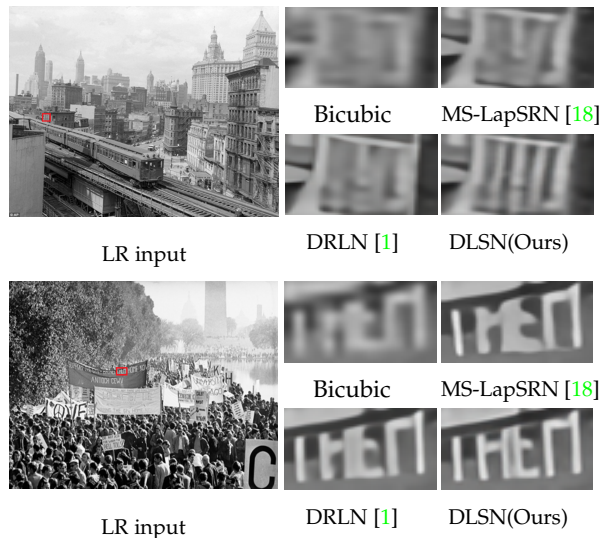 Bicubic
MS-LapSRN [18]
DRLN [1]
DLSN(Ours)
LR input
Bicubic
MS-LapSRN [18]
C
DRLN [1]
DLSN(Ours)
LR input